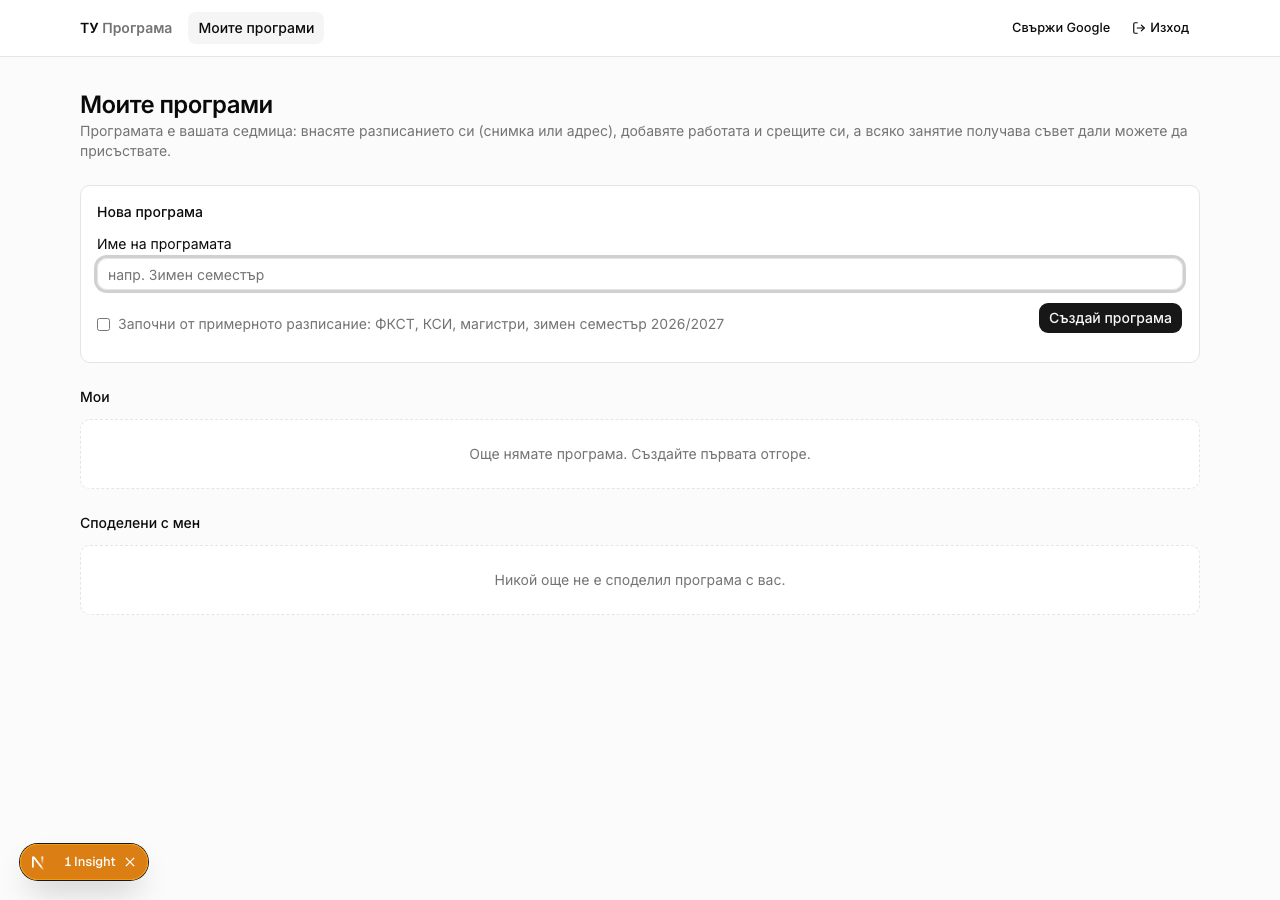 ТУ Програма Моите програми Свържи Google Изход
Моите програми
Програмата е вашата седмица: внасяте разписанието си (снимка или адрес), добавяте работата и срещите си, а всяко занятие получава съвет дали можете да
присъствате.
Нова програма
Име на програмата
напр. Зимен семестър
Започни от примерното разписание: ФКСТ, КСИ, магистри, зимен семестър 2026/2027
Създай програма
Мои
Още нямате програма. Създайте първата отгоре.
Споделени с мен
Никой още не е споделил програма с вас.
1 Insight